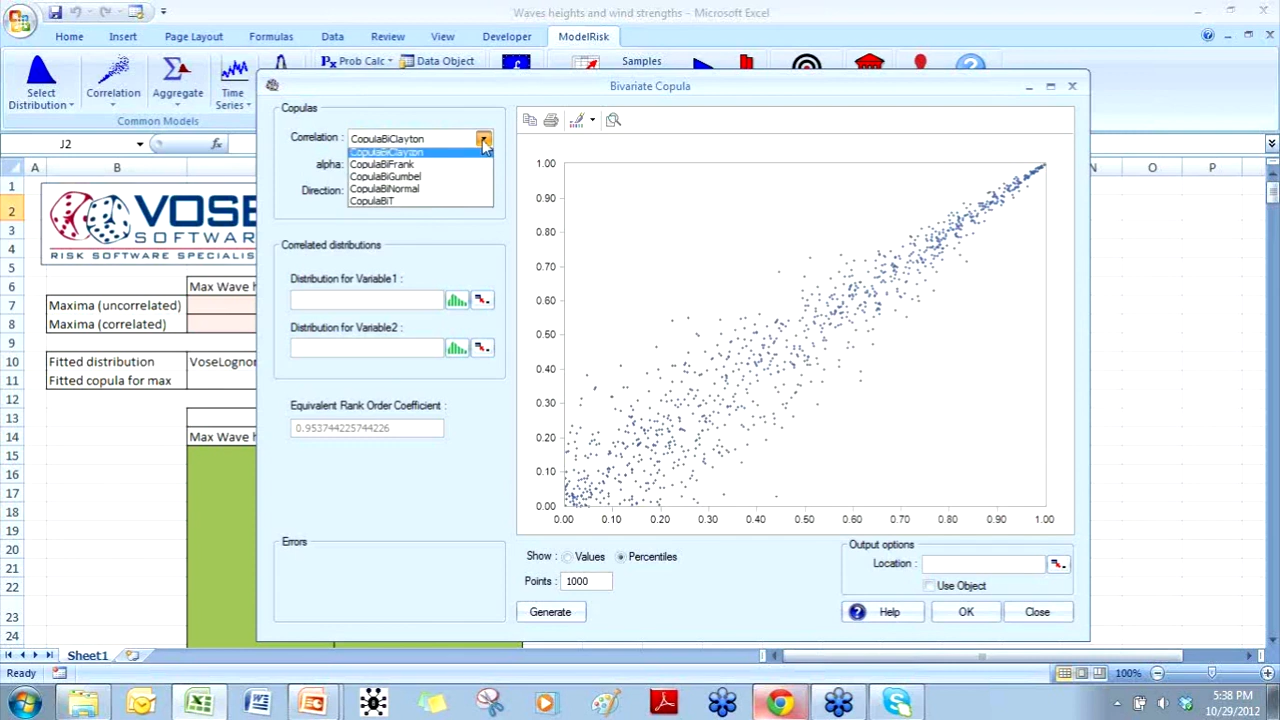 Waves heights and wind strengths - Microsoft Excel
Home Insert Page Layout Formulas Data Review View Developer ModelRisk
Select Distribution Correlation Aggregate Time Series
Prob Calc Data Object Samples
Common Models
J2
Bivariate Copula
Copulas
Correlation : CopulaBiClayton
CopulaBiClayton
alpha: CopulaBiFrank
CopulaBiGumbel
Direction: CopulaBiNormal
CopulaBiT
Correlated distributions
Distribution for Variable1 :
Distribution for Variable2 :
Equivalent Rank Order Coefficient :
0.953744225744226
Errors
1.00
0.90
0.80
0.70
0.60
0.50
0.40
0.30
0.20
0.10
0.00
0.00 0.10 0.20 0.30 0.40 0.50 0.60 0.70 0.80 0.90 1.00
Show : Values Percentiles
Points : 1000
Generate
Output options
Location :
Use Object
Help OK Close
A B N O P
1
2
3
4
5
6
7
8
10
11
13
14
15
16
17
18
19
20
21
22
23
24
VOSE
SOFTWAR
RISK SOFTWARE SPECIALIS
Max Wave h
Maxima (uncorrelated)
Maxima (correlated)
Fitted distribution VoseLognor
Fitted copula for max
Max Wave h
Sheet1
Ready
100%
5:38 PM
10/29/2012